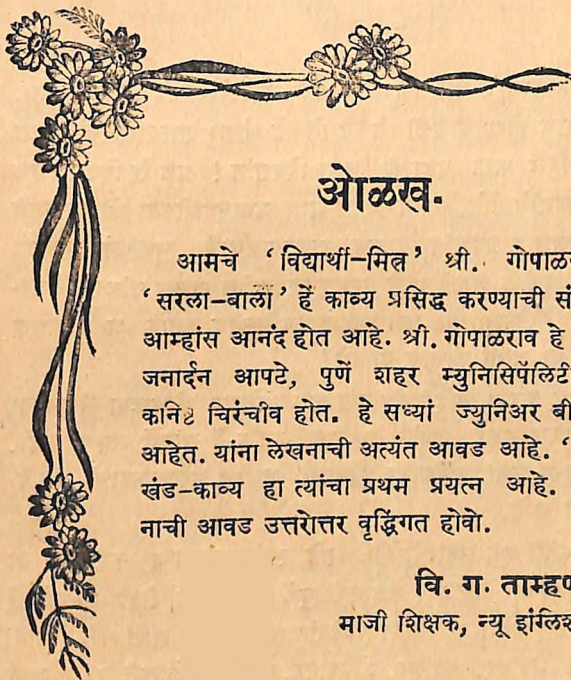 ओळख.
आमचे ‘विद्यार्थी-मित्र’ श्री. गोपाळ
‘सरला-बाला’ हें काव्य प्रसिद्ध करण्याची सं
आम्हांस आनंद होत आहे. श्री. गोपाळराव हे
जनार्दन आपटे, पुणें शहर म्युनिसिपॅलिटी
कनिष्ट चिरंचीव होत. हे सध्यां ज्युनिअर बी
आहेत. यांना लेखनाची अत्यंत आवड आहे. ‘
खंड-काव्य हा त्यांचा प्रथम प्रयत्न आहे.
नाची आवड उत्तरोत्तर वृद्धिंगत होवो.
वि. ग. ताम्हण
माजी शिक्षक, न्यू इंग्लिश